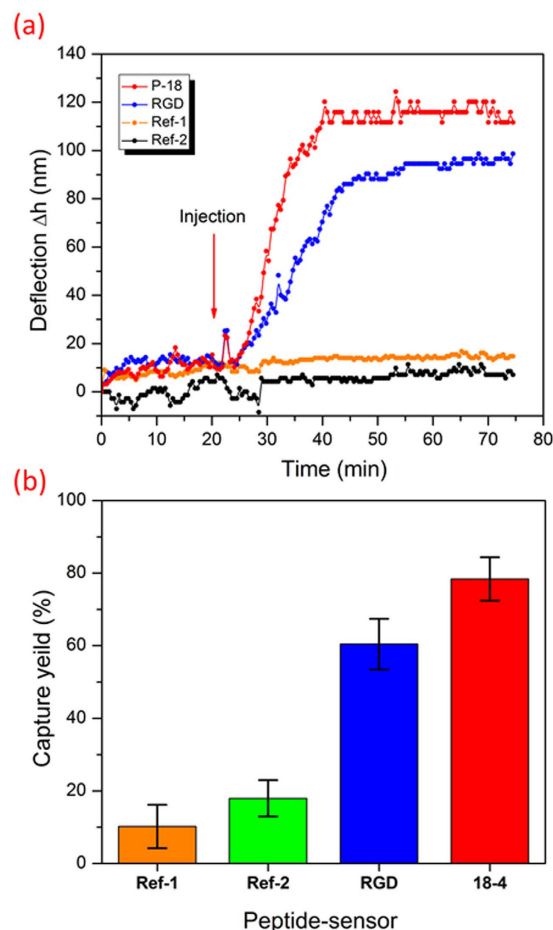 (a)
140
120
100
80
60
40
20
0
P-18
RGD
Ref-1
Ref-2
Injection
Deflection Δh (nm)
0 10 20 30 40 50 60 70 80
Time (min)
(b)
100
80
60
40
20
0
Capture yeild (%)
Ref-1 Ref-2 RGD 18-4
Peptide-sensor